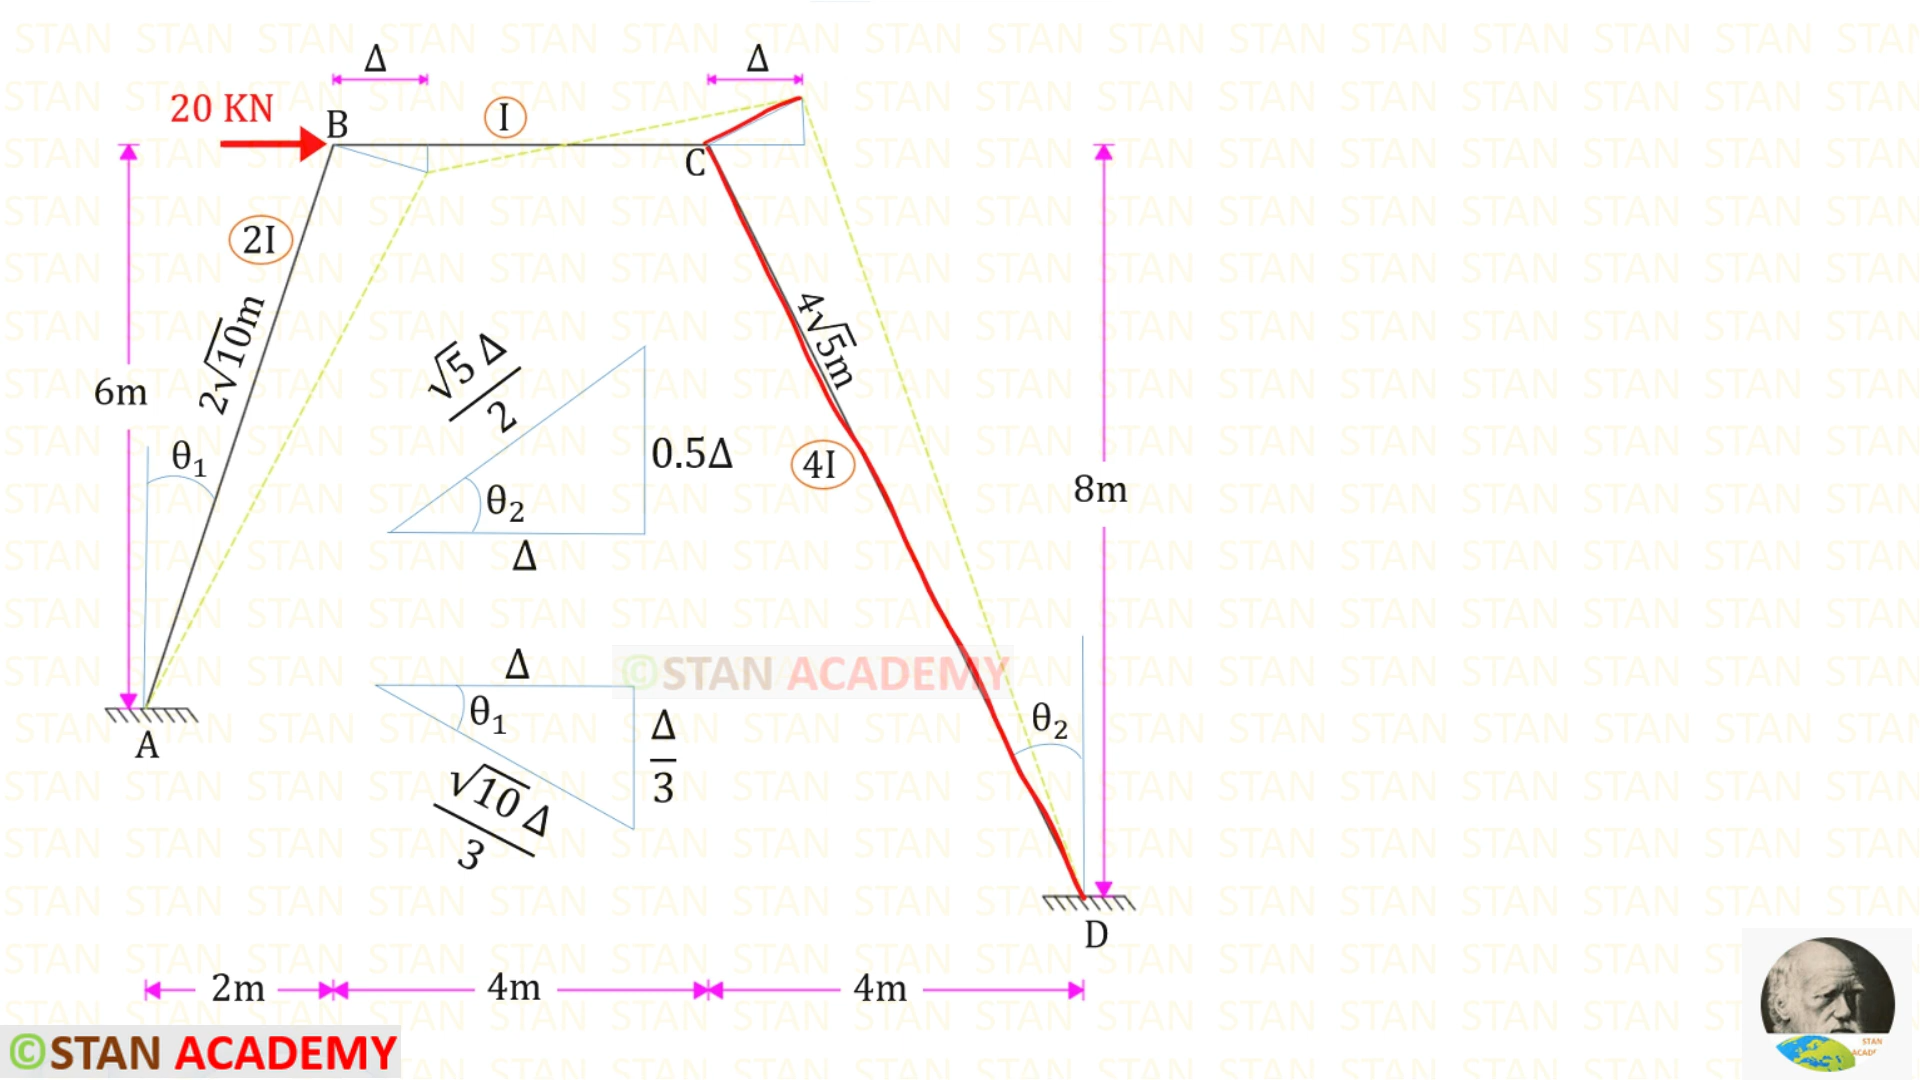 Δ
Δ
20 KN
B
I
C
2I
2√10m
4√5m
6m
√5 Δ
2
θ₁
0.5Δ
4I
8m
θ₂
Δ
Δ
©STAN ACADEMY
θ₁
Δ
3
θ₂
A
√10 Δ
3
D
2m
4m
4m
©STAN ACADEMY
STAN